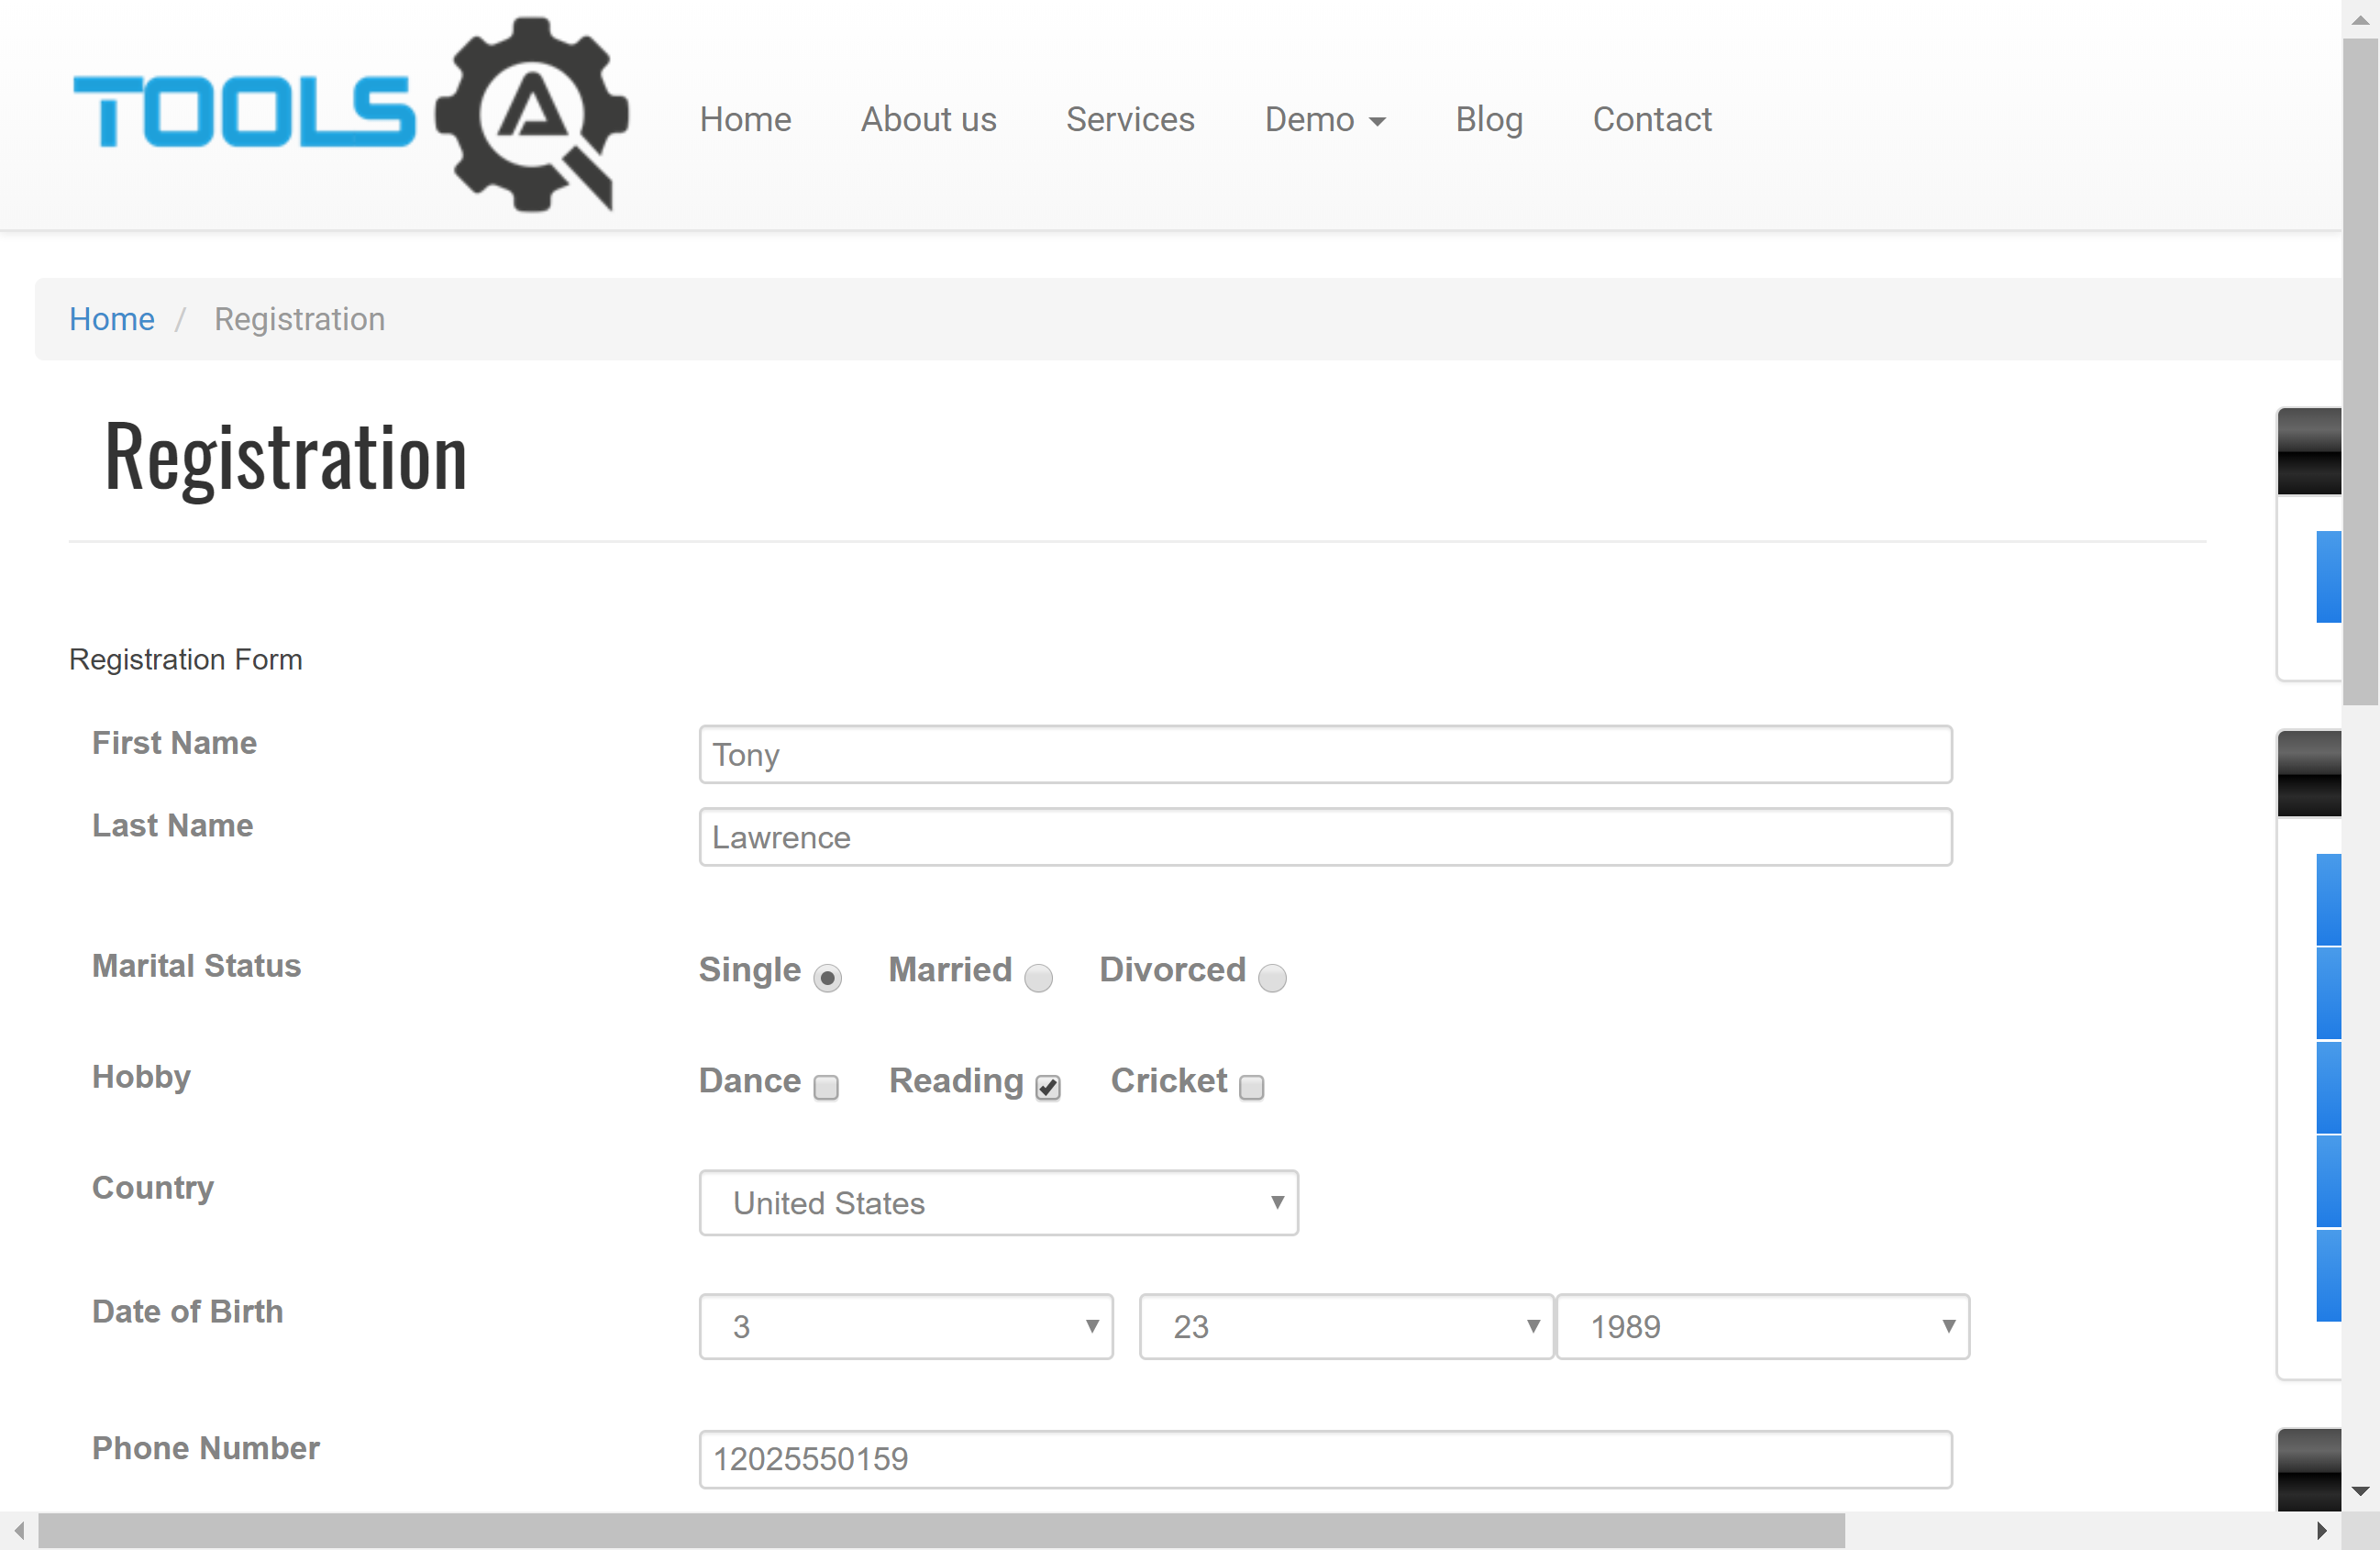 TOOLS QA
Home About us Services Demo Blog Contact
Home / Registration
Registration
Registration Form
First Name Tony
Last Name Lawrence
Marital Status Single Married Divorced
Hobby Dance Reading Cricket
Country United States
Date of Birth 3 23 1989
Phone Number 12025550159